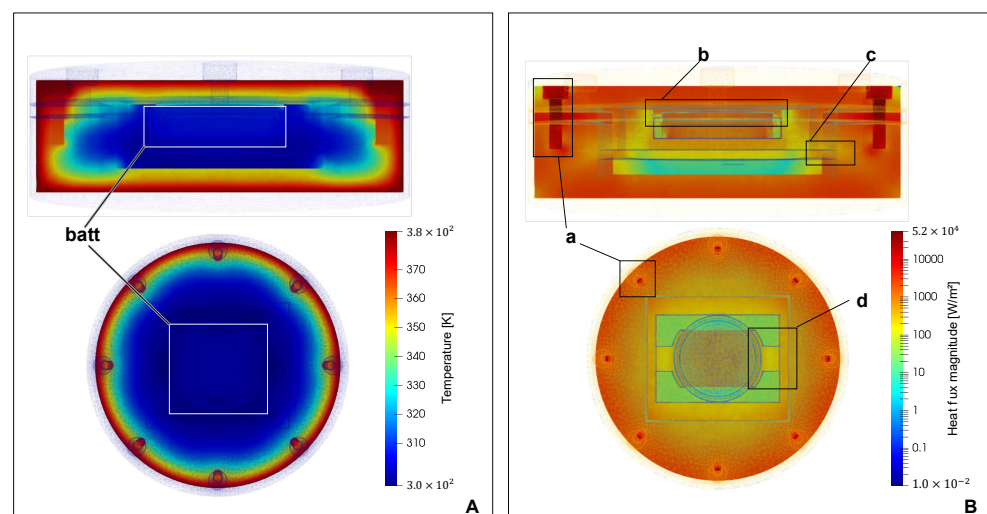 batt
3.8 × 10²
370
360
350
340
330
320
310
3.0 × 10²
Temperature [K]
A
b
c
a
d
5.2 × 10⁴
10000
1000
100
10
1
0.1
1.0 × 10⁻²
Heat f ux magnitude [W/m²]
B